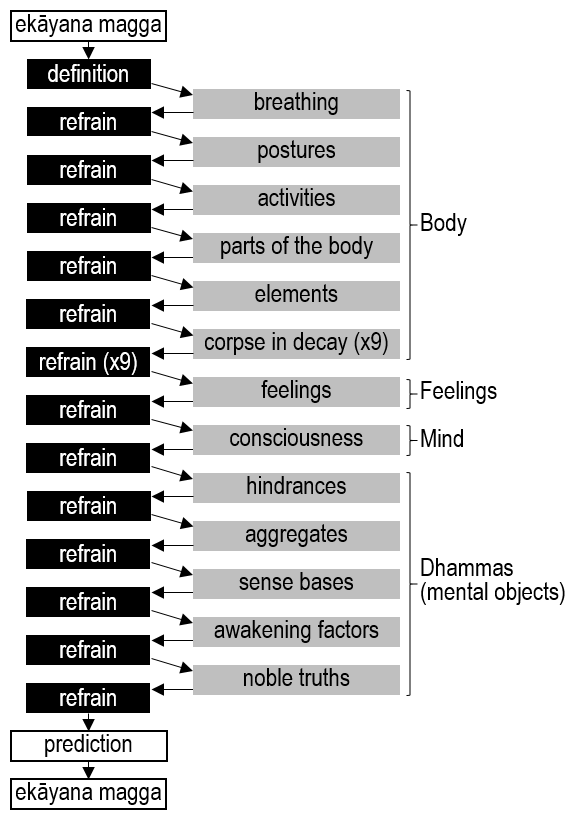 ekāyana magga
definition
breathing
refrain
postures
refrain
activities
refrain
Body
parts of the body
refrain
elements
refrain
corpse in decay (x9)
refrain (x9)
feelings
Feelings
refrain
consciousness
Mind
refrain
hindrances
refrain
aggregates
refrain
Dhammas
(mental objects)
sense bases
refrain
awakening factors
refrain
noble truths
refrain
prediction
ekāyana magga